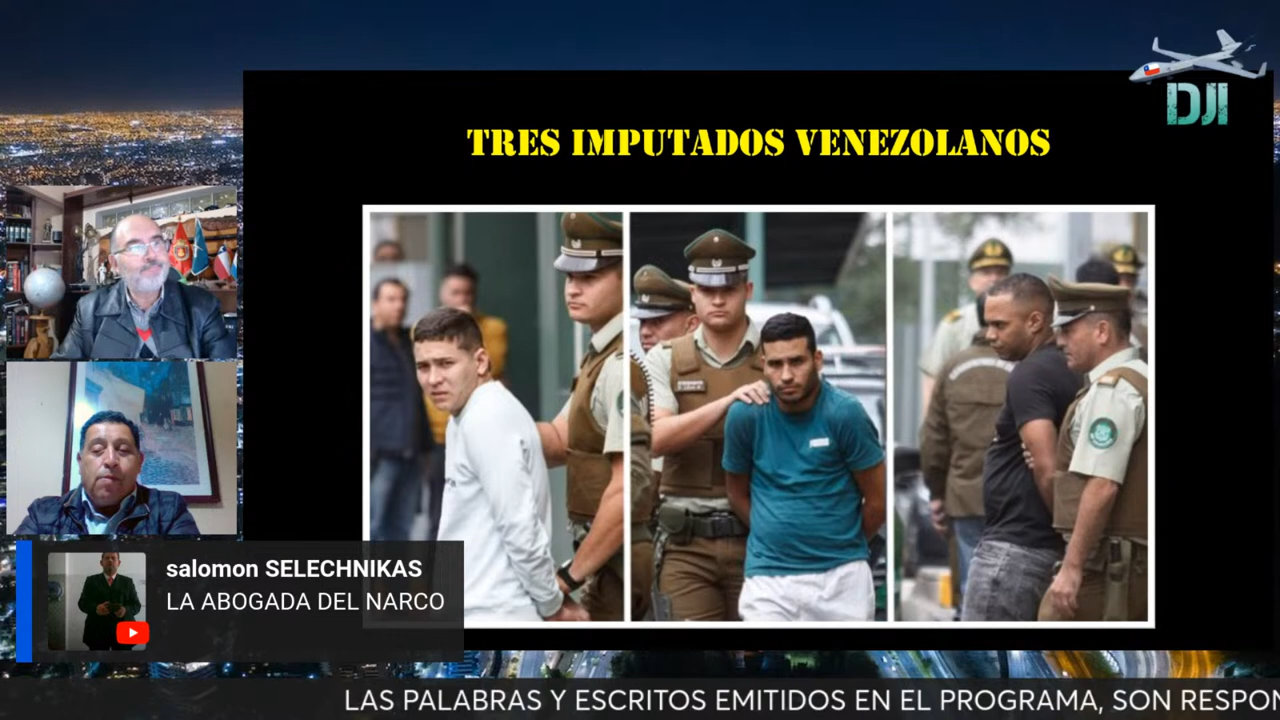 DJI
TRES IMPUTADOS VENEZOLANOS
salomon SELECHNIKAS
LA ABOGADA DEL NARCO
LAS PALABRAS Y ESCRITOS EMITIDOS EN EL PROGRAMA, SON RESPON